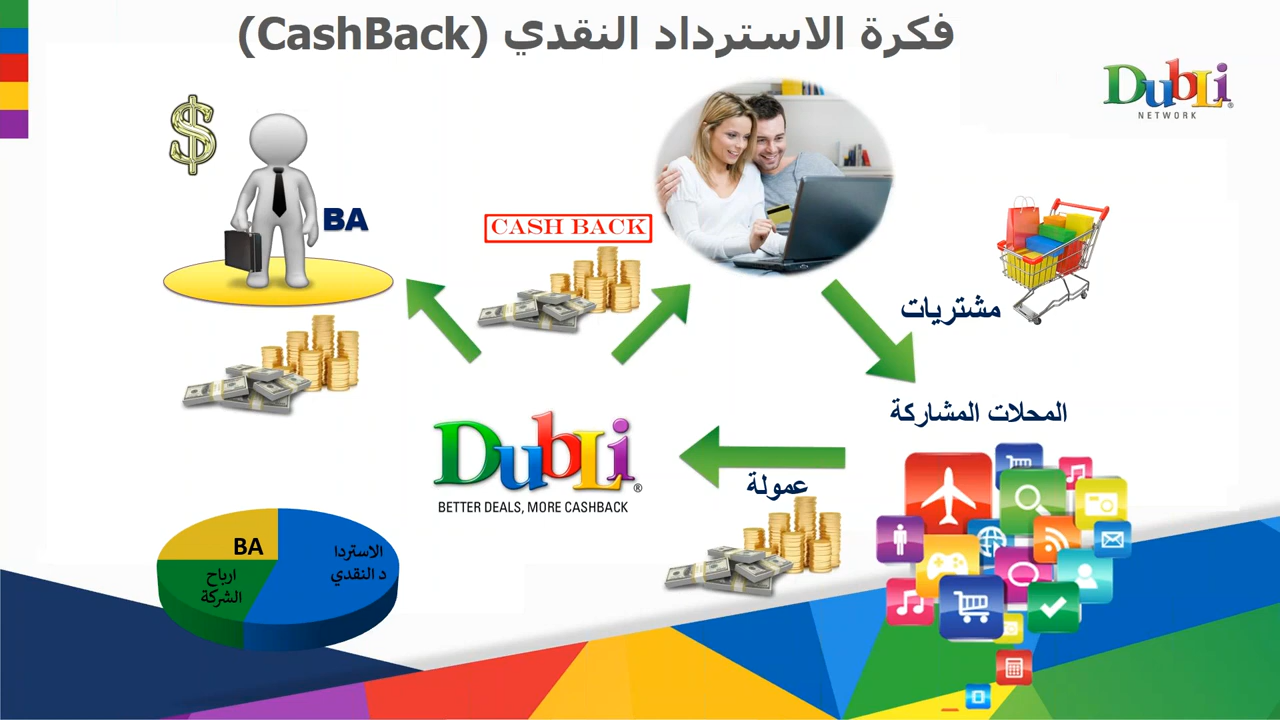 فكرة الاسترداد النقدي (CashBack)
DubLi®
NETWORK
$
BA
CASH BACK
مشتريات
المحلات المشاركة
عمولة
DubLi®
BETTER DEALS, MORE CASHBACK
BA
الاستردا
د النقدي
ارباح
الشركة